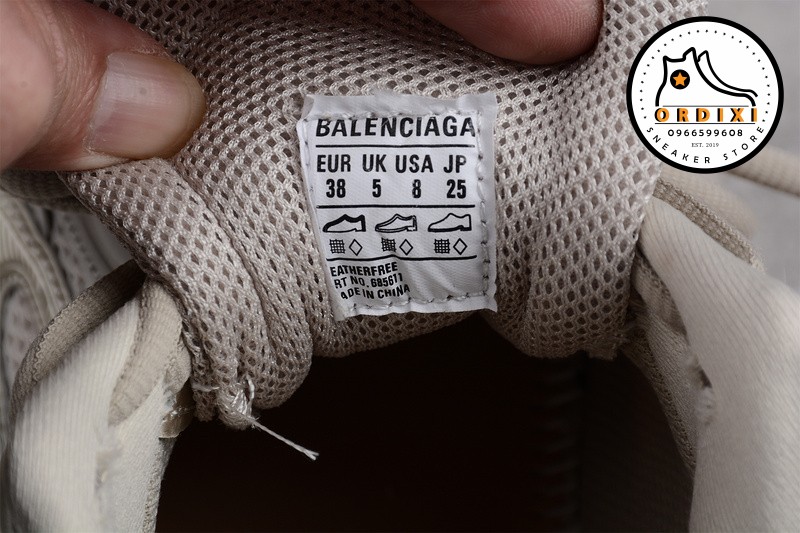 BALENCIAGA
EUR UK USA JP
38 5 8 25
EATHERFREE
RT NO. 685611
ADE IN CHINA
ORDIXI
0966599608
EST. 2019
SNEAKER STORE